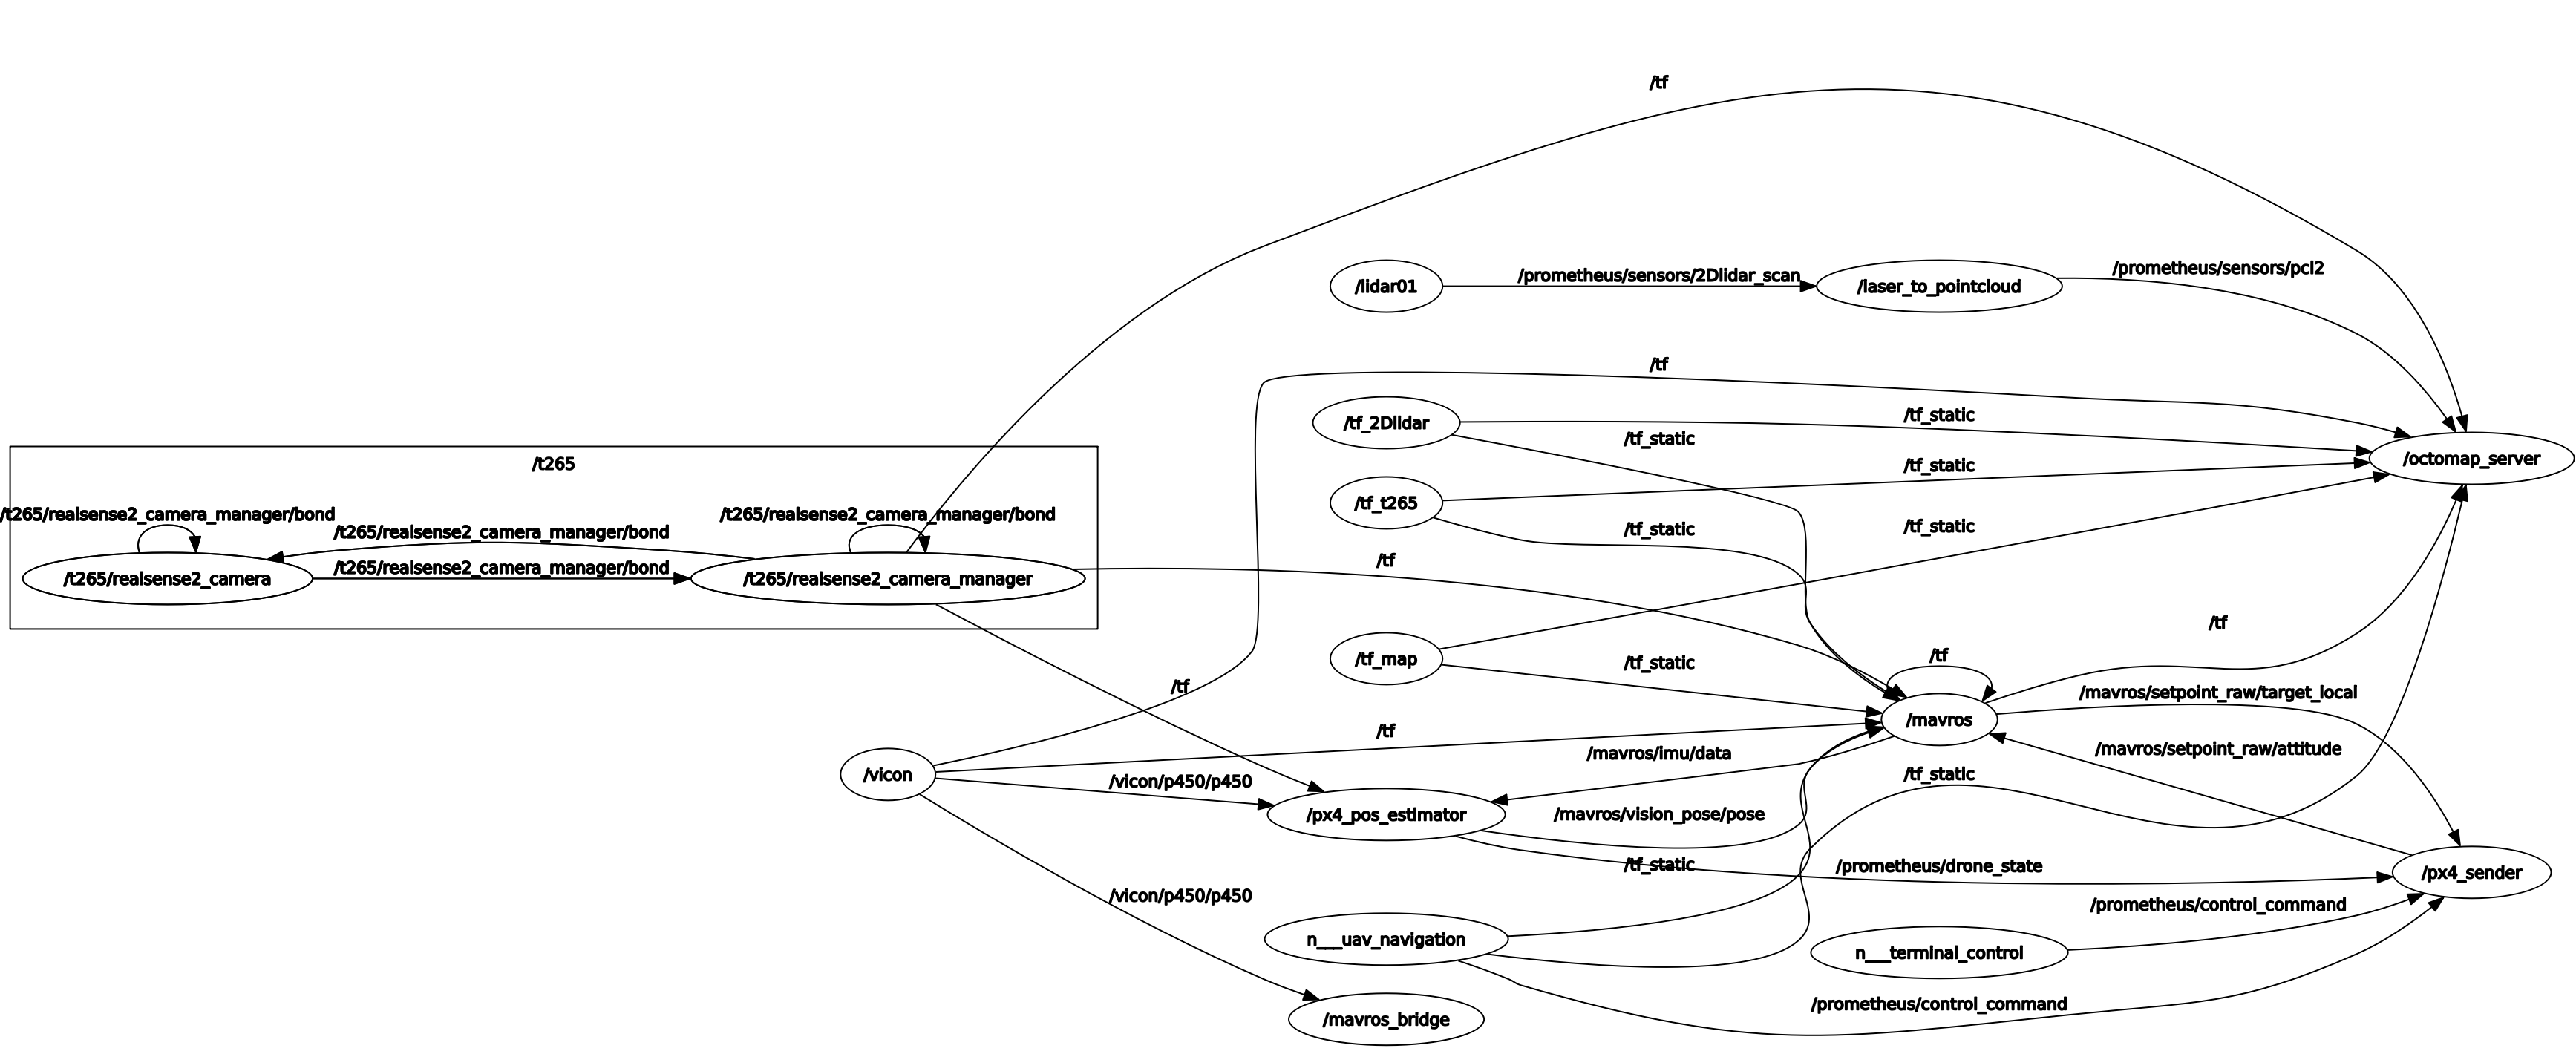 /tf
/lidar01
/prometheus/sensors/2Dlidar_scan
/laser_to_pointcloud
/prometheus/sensors/pcl2
/tf
/tf_2Dlidar
/tf_static
/tf_static
/octomap_server
/t265
/tf_t265
/tf_static
/tf_static
/tf_static
/t265/realsense2_camera_manager/bond
/t265/realsense2_camera_manager/bond
/t265/realsense2_camera_manager/bond
/t265/realsense2_camera_manager/bond
/t265/realsense2_camera
/t265/realsense2_camera_manager
/tf
/tf
/tf_map
/tf_static
/tf
/tf
/mavros
/mavros/setpoint_raw/target_local
/mavros/setpoint_raw/attitude
/vicon
/tf
/mavros/imu/data
/tf_static
/vicon/p450/p450
/px4_pos_estimator
/mavros/vision_pose/pose
/tf_static
/prometheus/drone_state
/px4_sender
/vicon/p450/p450
/prometheus/control_command
n___uav_navigation
n___terminal_control
/prometheus/control_command
/mavros_bridge